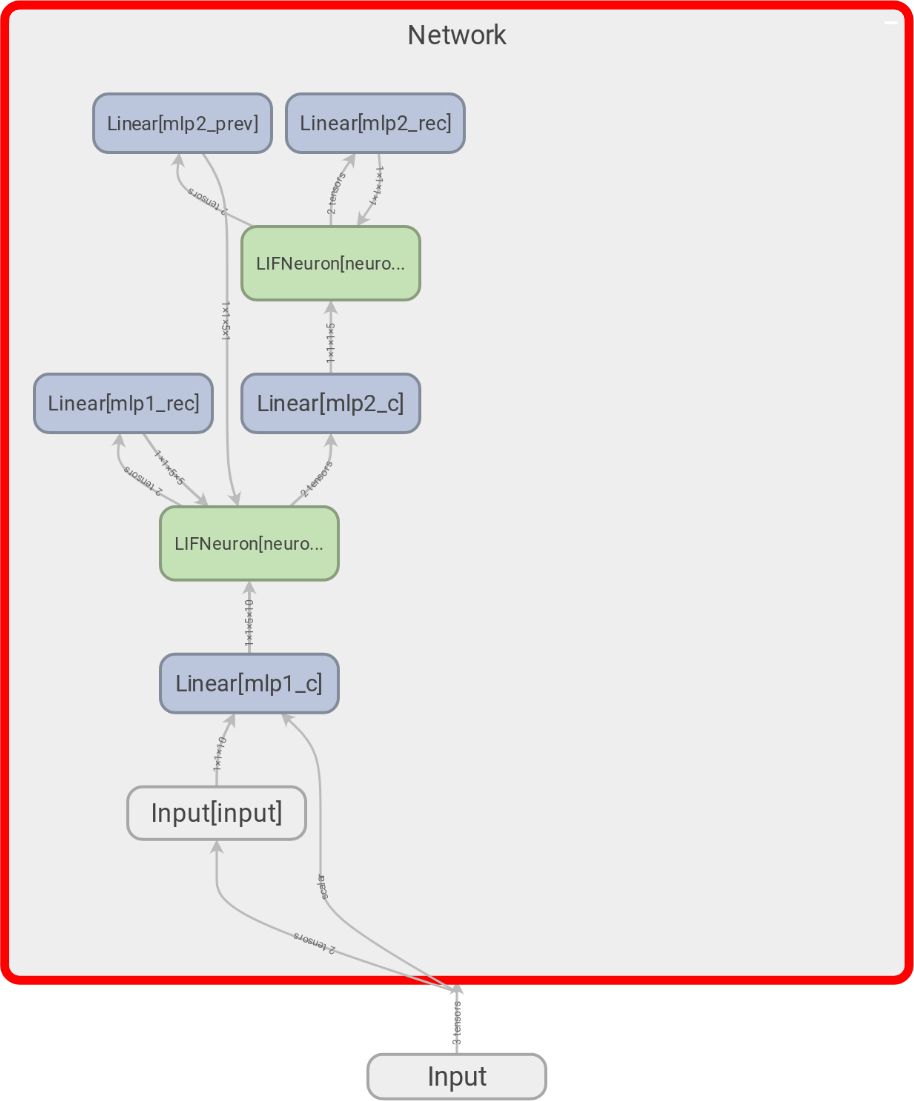 Network
Linear[mlp2_prev]
Linear[mlp2_rec]
2 tensors
2 tensors
1×1×1×1
LIFNeuron[neuro...
1×1×5×1
1×1×1×5
Linear[mlp1_rec]
Linear[mlp2_c]
2 tensors
1×1×5×5
2 tensors
LIFNeuron[neuro...
1×1×5×10
Linear[mlp1_c]
1×1×10
Input[input]
scalar
2 tensors
3 tensors
Input